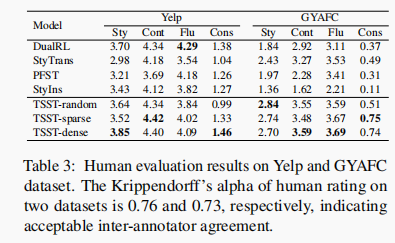 Model Yelp GYAFC
Sty Cont Flu Cons Sty Cont Flu Cons
DualRL 3.70 4.34 4.29 1.38 1.84 2.92 3.11 0.37
StyTrans 2.98 4.18 3.54 1.04 2.43 3.27 3.53 0.49
PFST 3.21 3.69 4.18 1.26 1.97 2.28 3.41 0.31
StyIns 3.43 4.12 3.82 1.27 1.36 1.62 2.21 0.11
TSST-random 3.64 4.34 3.84 0.99 2.84 3.55 3.59 0.51
TSST-sparse 3.52 4.42 4.02 1.33 2.74 3.48 3.67 0.75
TSST-dense 3.85 4.40 4.09 1.46 2.70 3.59 3.69 0.74
Table 3: Human evaluation results on Yelp and GYAFC
dataset. The Krippendorff's alpha of human rating on
two datasets is 0.76 and 0.73, respectively, indicating
acceptable inter-annotator agreement.